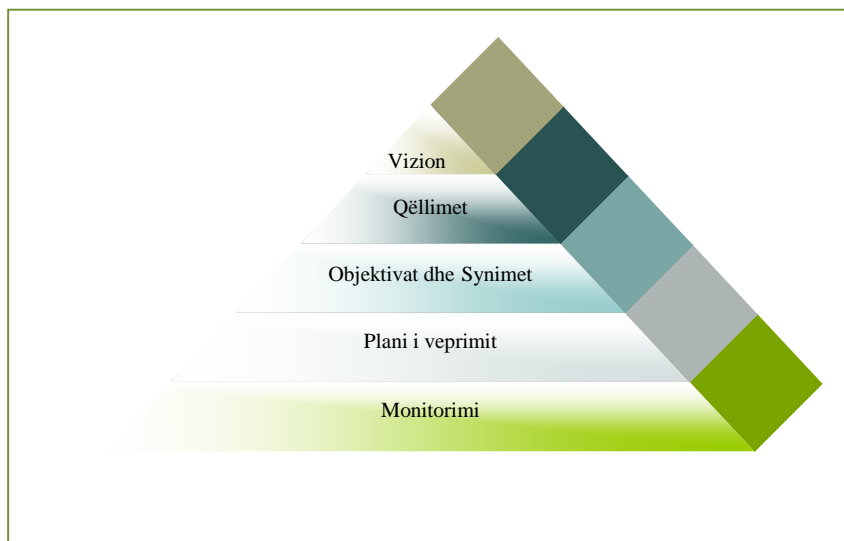 Vizion
Qëllimet
Objektivat dhe Synimet
Plani i veprimit
Monitorimi